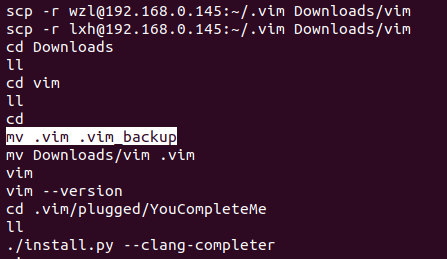 scp -r wzl@192.168.0.145:~/.vim Downloads/vim
scp -r lxh@192.168.0.145:~/.vim Downloads/vim
cd Downloads
ll
cd vim
ll
cd
mv .vim .vim_backup
mv Downloads/vim .vim
vim
vim --version
cd .vim/plugged/YouCompleteMe
ll
./install.py --clang-completer